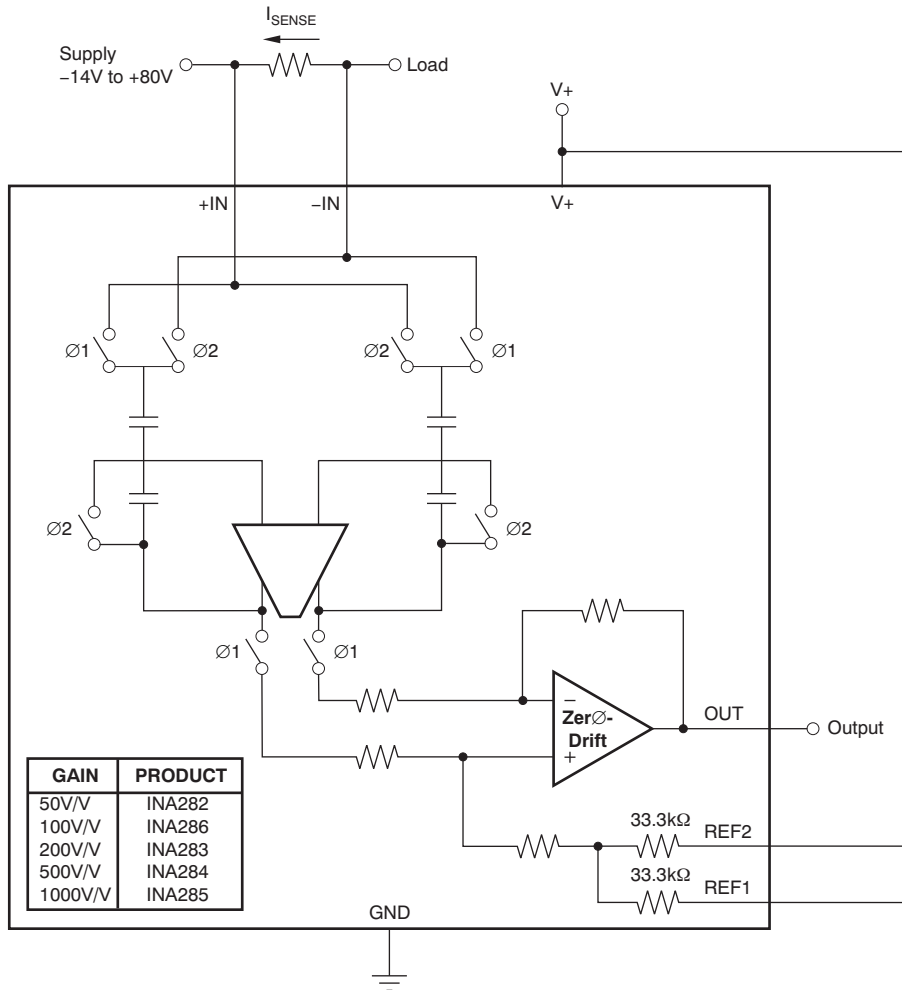 I_SENSE
Supply
−14V to +80V
Load
V+
V+
+IN
−IN
Ø1
Ø2
Ø2
Ø1
Ø2
Ø2
Ø1
Ø1
−
ZerØ-
Drift
+
OUT
Output
GAIN PRODUCT
50V/V INA282
100V/V INA286
200V/V INA283
500V/V INA284
1000V/V INA285
33.3kΩ
REF2
33.3kΩ
REF1
GND